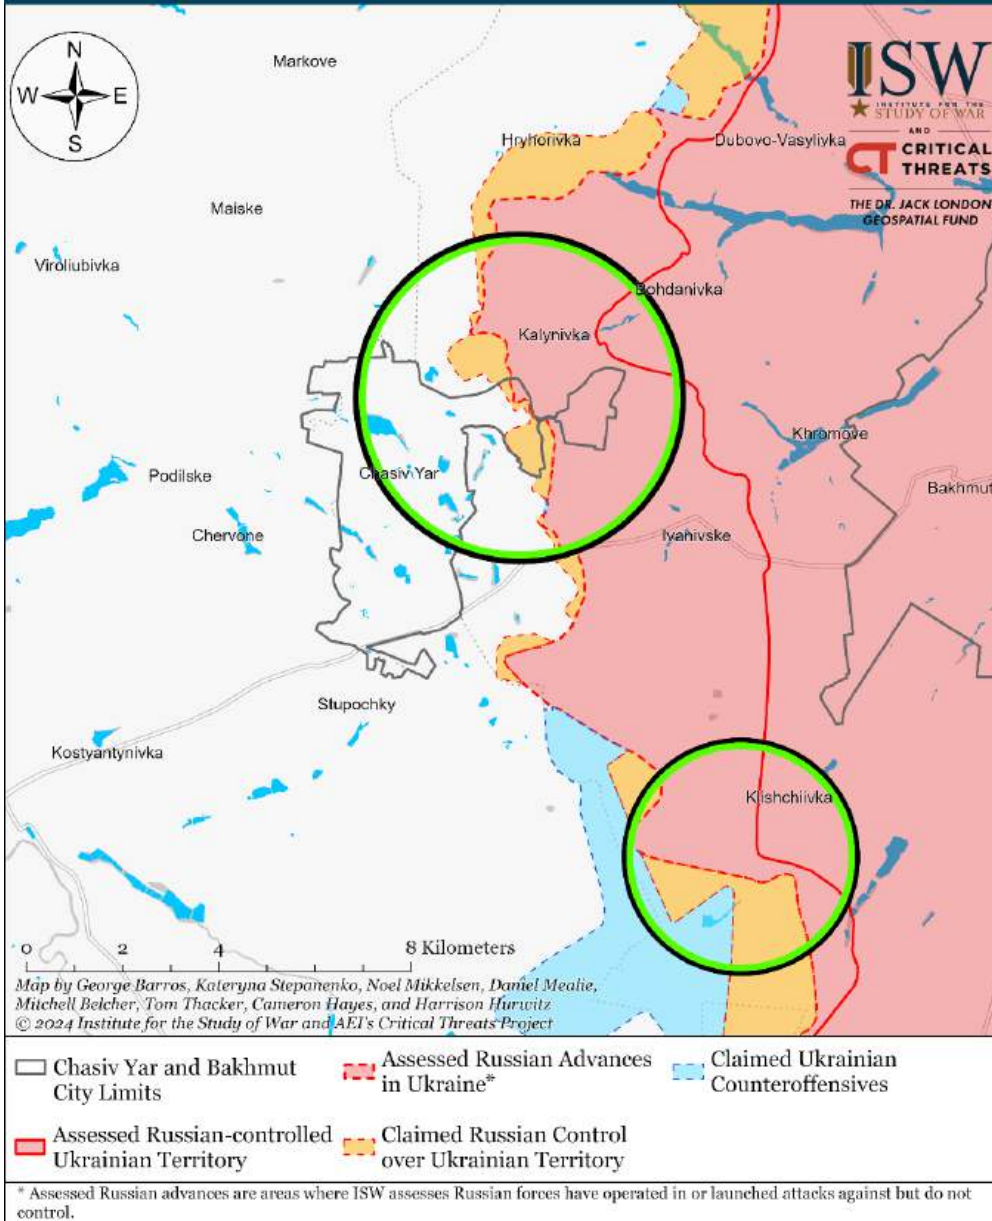 N
W E
S
Markove
ISW
INSTITUTE FOR THE
STUDY OF WAR
AND
CT CRITICAL
THREATS
THE DR. JACK LONDON
GEOSPATIAL FUND
Hryhorivka
Dubovo-Vasylivka
Maiske
Viroliubivka
Bohdanivka
Kalynivka
Khromove
Podilske
Chasiv Yar
Bakhmut
Chervone
Ivanivske
Stupochky
Kostyantynivka
Klishchiivka
0 2 4 8 Kilometers
Map by George Barros, Kateryna Stepanenko, Noel Mikkelsen, Daniel Mealie,
Mitchell Belcher, Tom Thacker, Cameron Hayes, and Harrison Hurwitz
© 2024 Institute for the Study of War and AEI's Critical Threats Project
Chasiv Yar and Bakhmut
City Limits
Assessed Russian Advances
in Ukraine*
Claimed Ukrainian
Counteroffensives
Assessed Russian-controlled
Ukrainian Territory
Claimed Russian Control
over Ukrainian Territory
* Assessed Russian advances are areas where ISW assesses Russian forces have operated in or launched attacks against but do not
control.